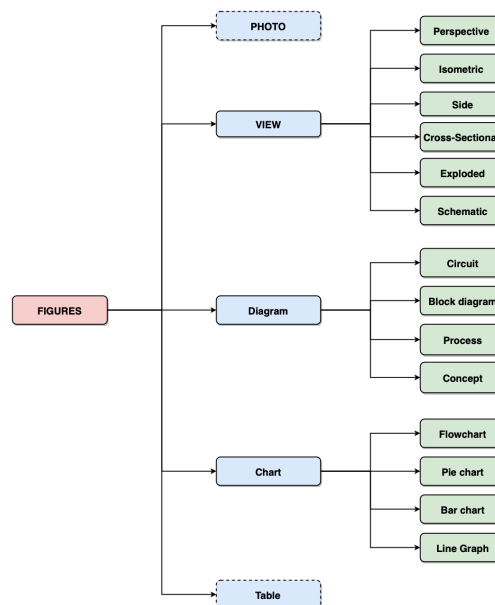 PHOTO
Perspective
Isometric
VIEW
Side
Cross-Sectiona
Exploded
Schematic
Circuit
FIGURES
Diagram
Block diagram
Process
Concept
Flowchart
Chart
Pie chart
Bar chart
Line Graph
Table